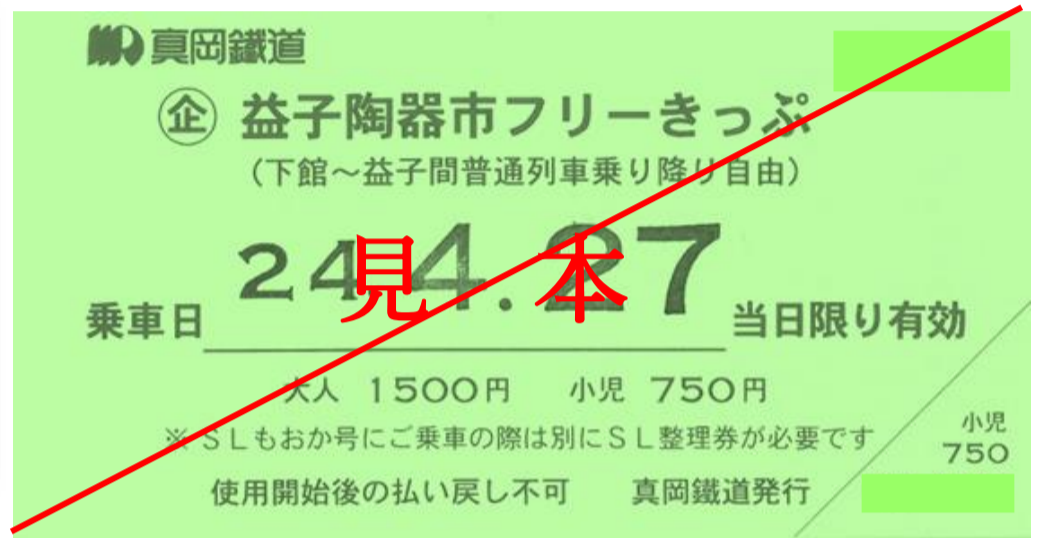 真岡鐵道
企 益子陶器市フリーきっぷ
(下館～益子間普通列車乗り降り自由)
乗車日 24 4.27 当日限り有効
見本
大人 1500円 小児 750円
※ＳＬもおか号にご乗車の際は別にＳＬ整理券が必要です
小児
750
使用開始後の払い戻し不可 真岡鐵道発行